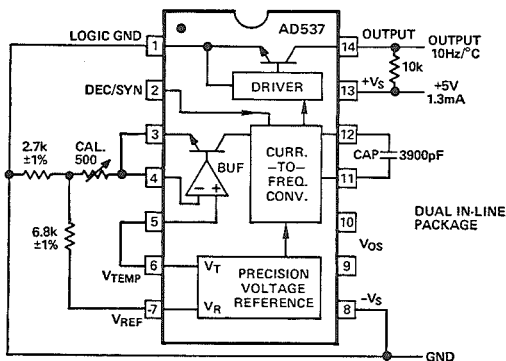 AD537
LOGIC GND
1
14
OUTPUT
OUTPUT
10Hz/°C
10k
DEC/SYN
2
DRIVER
13
+VS
+5V
1.3mA
2.7k
±1%
CAL.
500
3
BUF
CURR.
–TO–
FREQ.
CONV.
12
CAP
3900pF
4
– +
11
6.8k
±1%
5
10
DUAL IN-LINE
PACKAGE
VOS
VTEMP
6
VT
PRECISION
VOLTAGE
REFERENCE
9
VREF
7
VR
8
–VS
GND